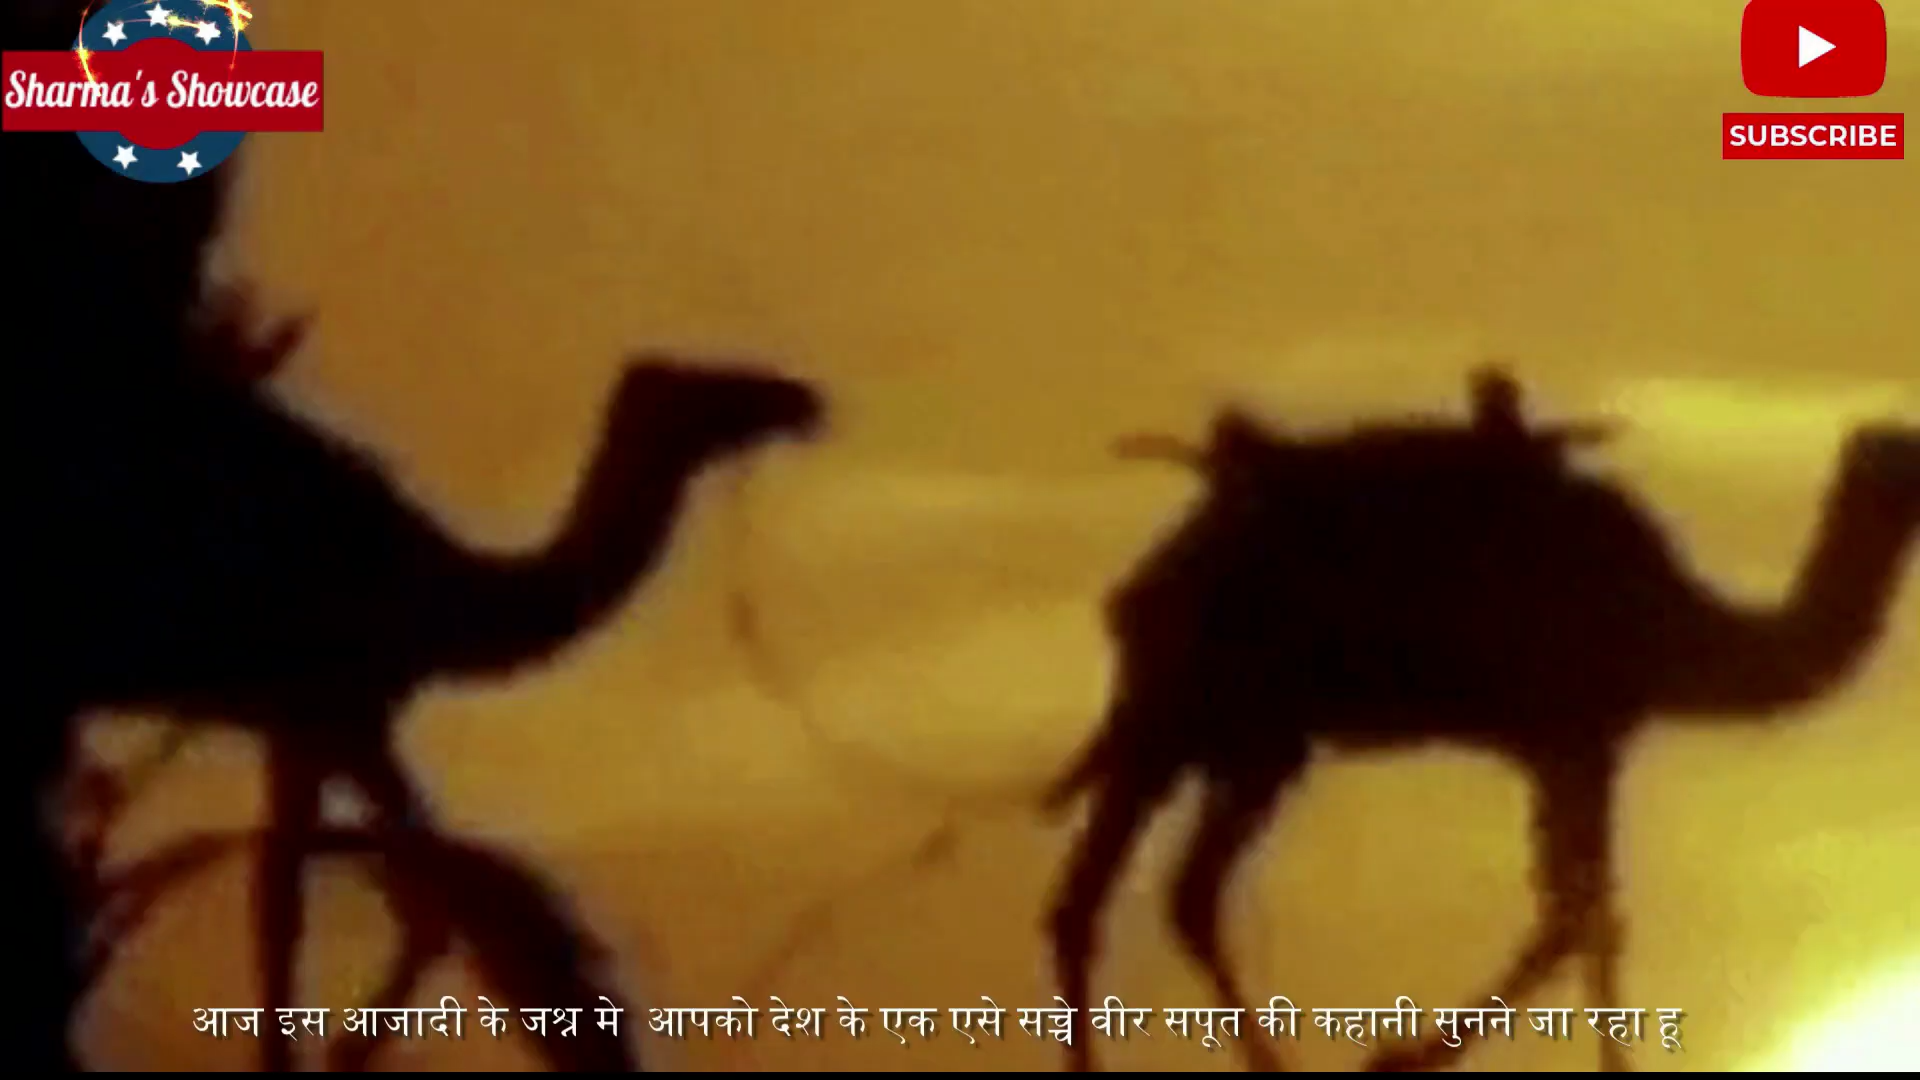 Sharma's Showcase
SUBSCRIBE
आज इस आजादी के जश्न मे आपको देश के एक एसे सच्चे वीर सपूत की कहानी सुनने जा रहा हू